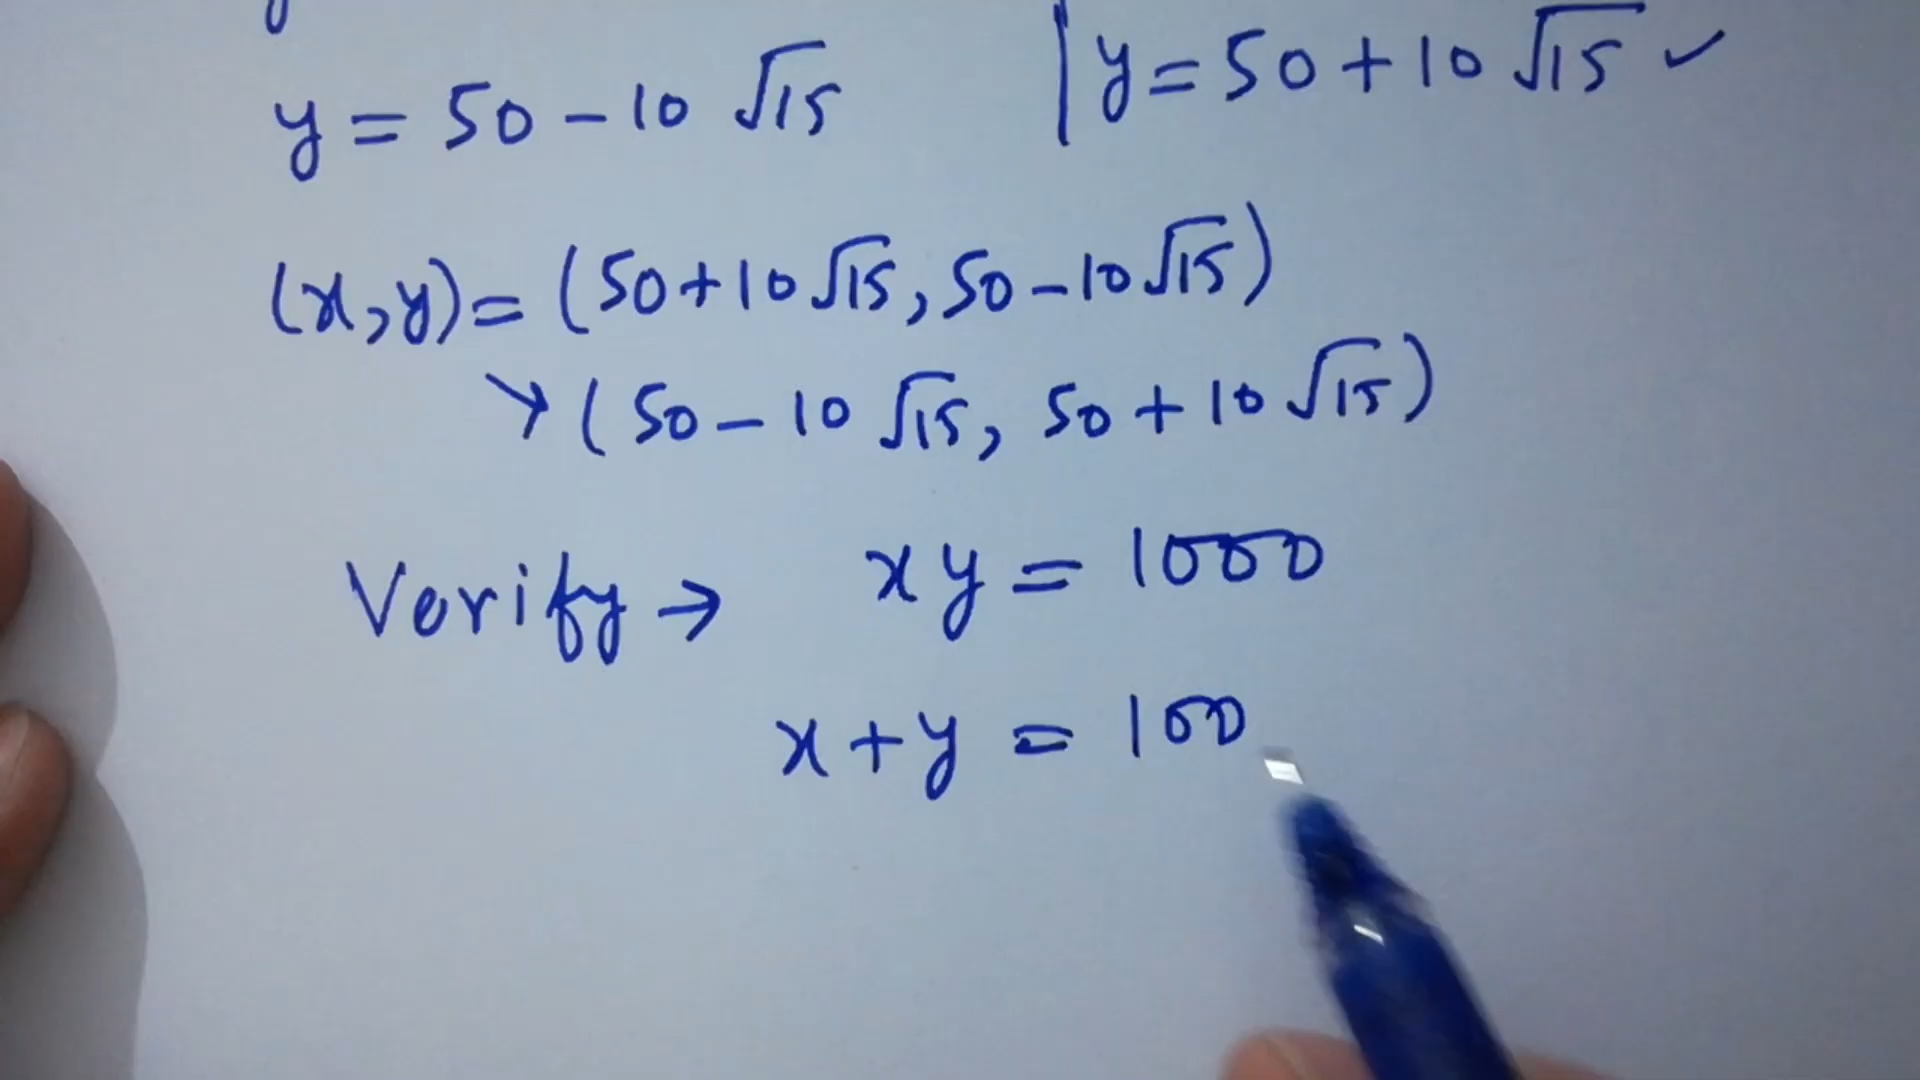 y = 50 - 10 √15 | y = 50 + 10 √15 ✓
(x,y) = (50+10√15, 50-10√15)
(50 - 10 √15, 50 + 10 √15)
Verify → xy = 1000
x + y = 100